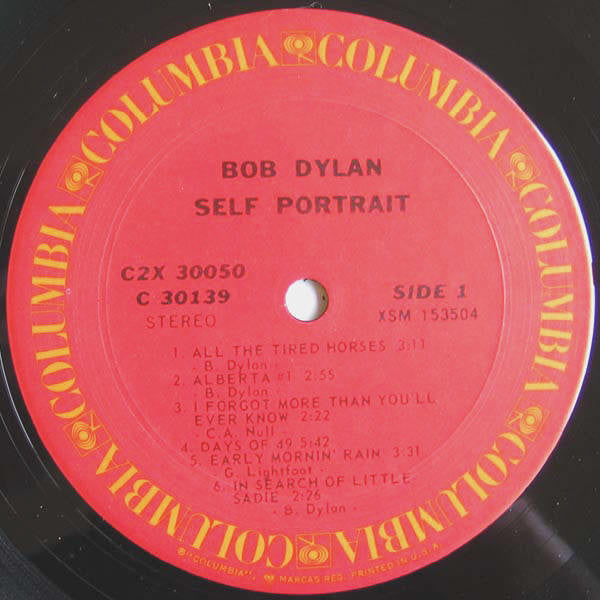 COLUMBIA COLUMBIA COLUMBIA COLUMBIA COLUMBIA COLUMBIA
BOB DYLAN
SELF PORTRAIT
C2X 30050
C 30139
STEREO
SIDE 1
XSM 153504
1. ALL THE TIRED HORSES 3:11
- B. Dylan -
2. ALBERTA #1 2:55
- B. Dylan -
3. I FORGOT MORE THAN YOU'LL
EVER KNOW 2:22
- C.A. Null -
4. DAYS OF 49 5:42
5. EARLY MORNIN' RAIN 3:31
- G. Lightfoot -
6. IN SEARCH OF LITTLE
SADIE 2:26
- B. Dylan -
® "COLUMBIA", MARCAS REG. PRINTED IN U.S.A.